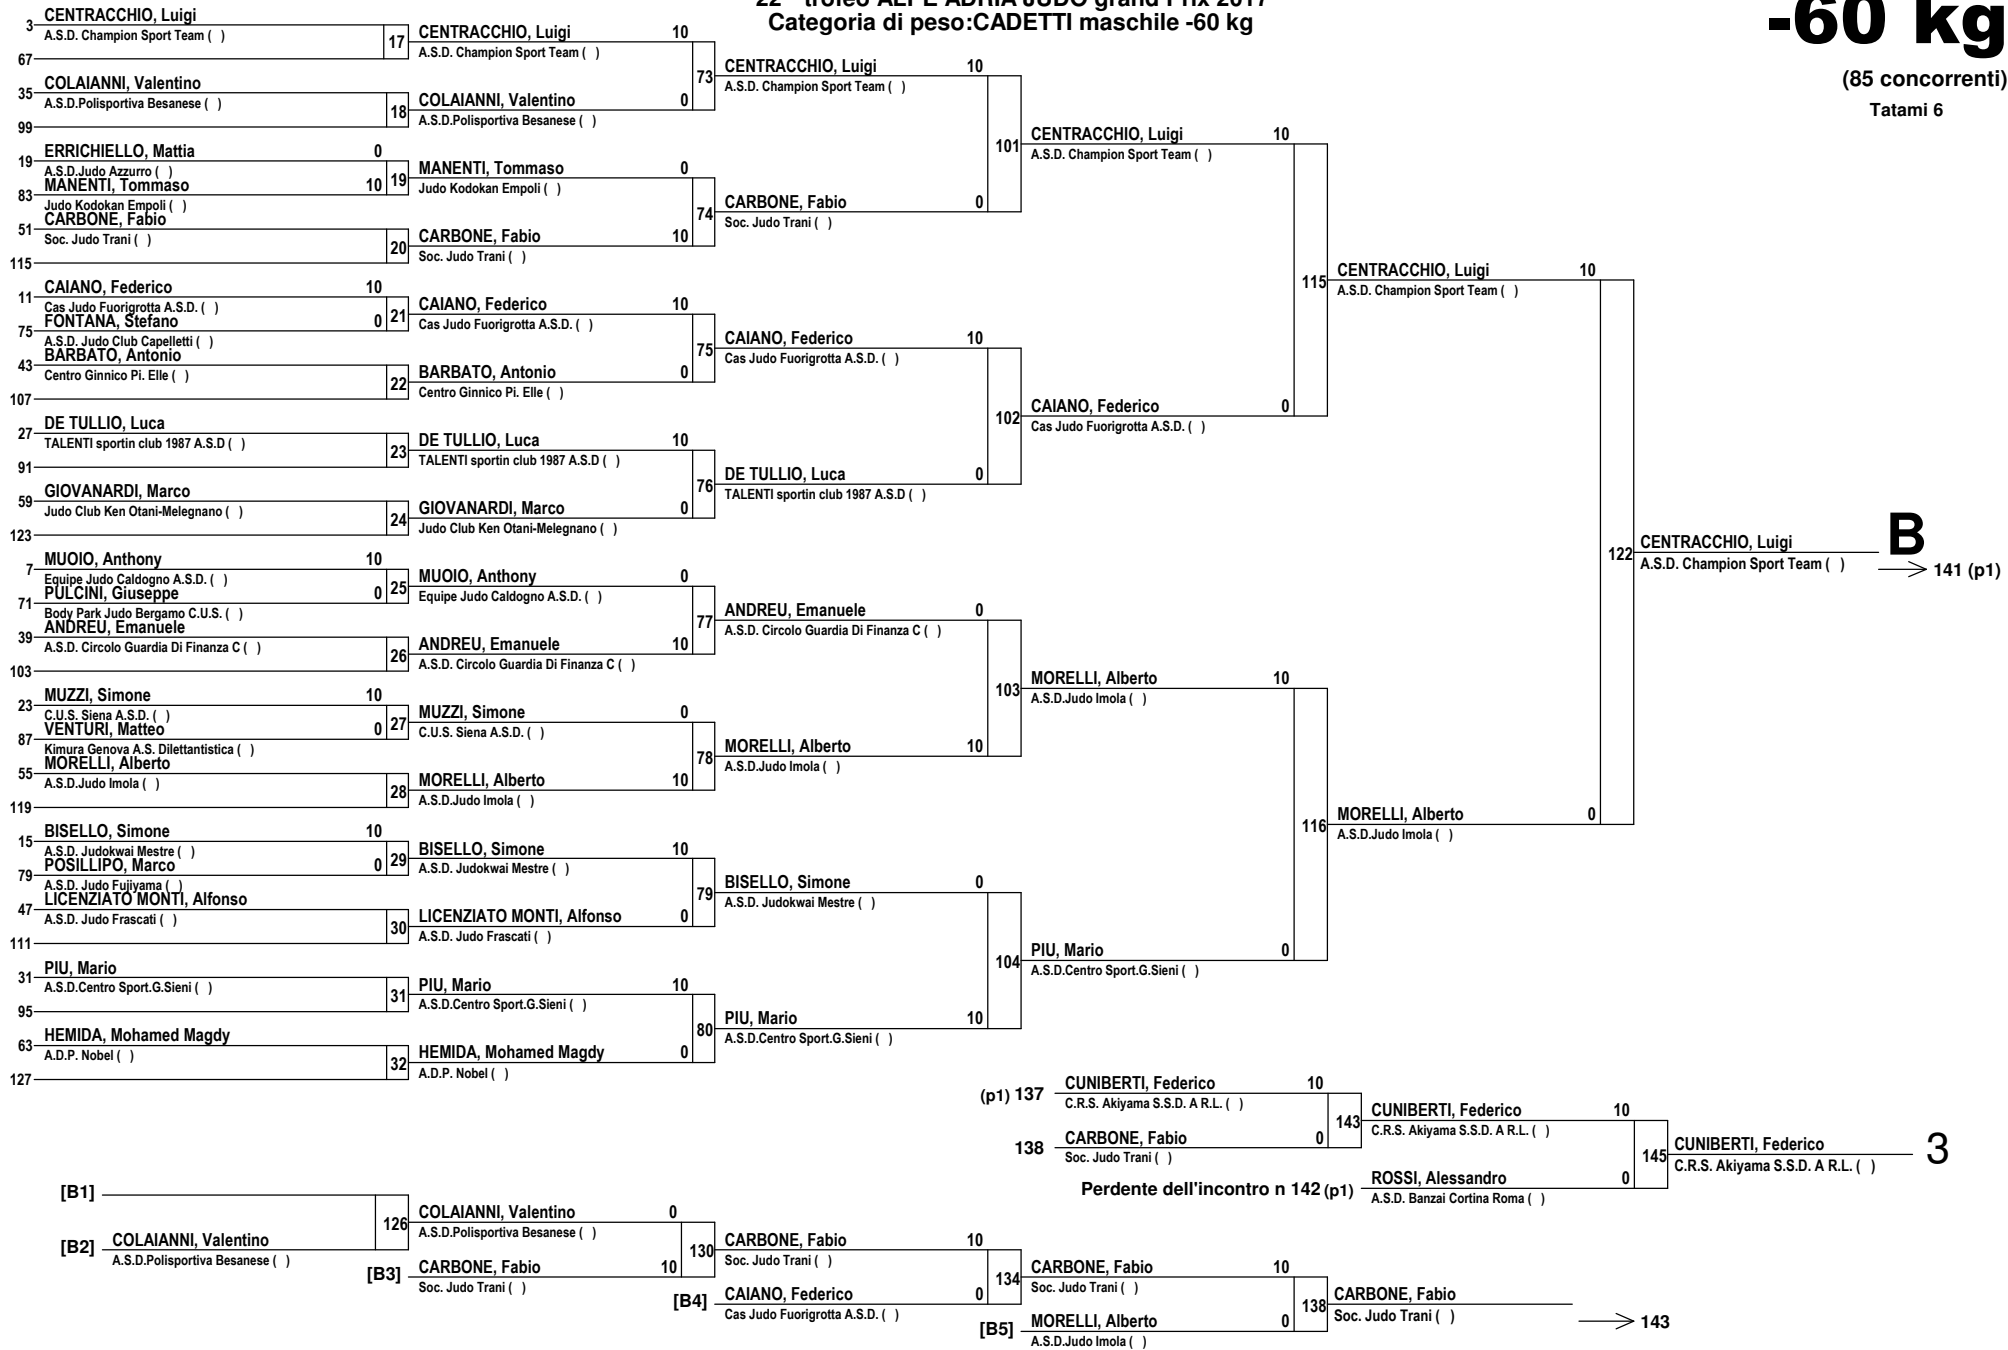 22° trofeo ALPE ADRIA JUDO grand Prix 2017
Categoria di peso:CADETTI maschile -60 kg
-60 kg
(85 concorrenti)
Tatami 6
3 CENTRACCHIO, Luigi
A.S.D. Champion Sport Team ( )
67
17
35 COLAIANNI, Valentino
A.S.D.Polisportiva Besanese ( )
99
18
19 ERRICHIELLO, Mattia 0
A.S.D.Judo Azzurro ( )
83 MANENTI, Tommaso 10
Judo Kodokan Empoli ( )
19
51 CARBONE, Fabio
Soc. Judo Trani ( )
115
20
11 CAIANO, Federico 10
Cas Judo Fuorigrotta A.S.D. ( )
75 FONTANA, Stefano 0
A.S.D. Judo Club Capelletti ( )
21
43 BARBATO, Antonio
Centro Ginnico Pi. Elle ( )
107
22
27 DE TULLIO, Luca
TALENTI sportin club 1987 A.S.D ( )
91
23
59 GIOVANARDI, Marco
Judo Club Ken Otani-Melegnano ( )
123
24
7 MUOIO, Anthony 10
Equipe Judo Caldogno A.S.D. ( )
71 PULCINI, Giuseppe 0
Body Park Judo Bergamo C.U.S. ( )
25
39 ANDREU, Emanuele
A.S.D. Circolo Guardia Di Finanza C ( )
103
26
23 MUZZI, Simone 10
C.U.S. Siena A.S.D. ( )
87 VENTURI, Matteo 0
Kimura Genova A.S. Dilettantistica ( )
27
55 MORELLI, Alberto
A.S.D.Judo Imola ( )
119
28
15 BISELLO, Simone 10
A.S.D. Judokwai Mestre ( )
79 POSILLIPO, Marco 0
A.S.D. Judo Fujiyama ( )
29
47 LICENZIATO MONTI, Alfonso
A.S.D. Judo Frascati ( )
111
30
31 PIU, Mario
A.S.D.Centro Sport.G.Sieni ( )
95
31
63 HEMIDA, Mohamed Magdy
A.D.P. Nobel ( )
127
32
CENTRACCHIO, Luigi 10
A.S.D. Champion Sport Team ( )
73
COLAIANNI, Valentino 0
A.S.D.Polisportiva Besanese ( )
MANENTI, Tommaso 0
Judo Kodokan Empoli ( )
74
CARBONE, Fabio 10
Soc. Judo Trani ( )
CAIANO, Federico 10
Cas Judo Fuorigrotta A.S.D. ( )
75
BARBATO, Antonio 0
Centro Ginnico Pi. Elle ( )
DE TULLIO, Luca 10
TALENTI sportin club 1987 A.S.D ( )
76
GIOVANARDI, Marco 0
Judo Club Ken Otani-Melegnano ( )
MUOIO, Anthony 0
Equipe Judo Caldogno A.S.D. ( )
77
ANDREU, Emanuele 10
A.S.D. Circolo Guardia Di Finanza C ( )
MUZZI, Simone 0
C.U.S. Siena A.S.D. ( )
78
MORELLI, Alberto 10
A.S.D.Judo Imola ( )
BISELLO, Simone 10
A.S.D. Judokwai Mestre ( )
79
LICENZIATO MONTI, Alfonso 0
A.S.D. Judo Frascati ( )
PIU, Mario 10
A.S.D.Centro Sport.G.Sieni ( )
80
HEMIDA, Mohamed Magdy 0
A.D.P. Nobel ( )
CENTRACCHIO, Luigi 10
A.S.D. Champion Sport Team ( )
101
CARBONE, Fabio 0
Soc. Judo Trani ( )
CAIANO, Federico 10
Cas Judo Fuorigrotta A.S.D. ( )
102
DE TULLIO, Luca 0
TALENTI sportin club 1987 A.S.D ( )
ANDREU, Emanuele 0
A.S.D. Circolo Guardia Di Finanza C ( )
103
MORELLI, Alberto 10
A.S.D.Judo Imola ( )
BISELLO, Simone 0
A.S.D. Judokwai Mestre ( )
104
PIU, Mario 10
A.S.D.Centro Sport.G.Sieni ( )
CENTRACCHIO, Luigi 10
A.S.D. Champion Sport Team ( )
115
CAIANO, Federico 0
Cas Judo Fuorigrotta A.S.D. ( )
MORELLI, Alberto 10
A.S.D.Judo Imola ( )
116
PIU, Mario 0
A.S.D.Centro Sport.G.Sieni ( )
CENTRACCHIO, Luigi 10
A.S.D. Champion Sport Team ( )
122
MORELLI, Alberto 0
A.S.D.Judo Imola ( )
CENTRACCHIO, Luigi B
A.S.D. Champion Sport Team ( )
141 (p1)
(p1) 137 CUNIBERTI, Federico 10
C.R.S. Akiyama S.S.D. A R.L. ( )
143
138 CARBONE, Fabio 0
Soc. Judo Trani ( )
CUNIBERTI, Federico 10
C.R.S. Akiyama S.S.D. A R.L. ( )
145
Perdente dell'incontro n 142 (p1) ROSSI, Alessandro 0
A.S.D. Banzai Cortina Roma ( )
CUNIBERTI, Federico 3
C.R.S. Akiyama S.S.D. A R.L. ( )
[B1]
126
[B2] COLAIANNI, Valentino
A.S.D.Polisportiva Besanese ( )
COLAIANNI, Valentino 0
A.S.D.Polisportiva Besanese ( )
130
[B3] CARBONE, Fabio 10
Soc. Judo Trani ( )
CARBONE, Fabio 10
Soc. Judo Trani ( )
134
[B4] CAIANO, Federico 0
Cas Judo Fuorigrotta A.S.D. ( )
CARBONE, Fabio 10
Soc. Judo Trani ( )
138
[B5] MORELLI, Alberto 0
A.S.D.Judo Imola ( )
CARBONE, Fabio
Soc. Judo Trani ( )
143